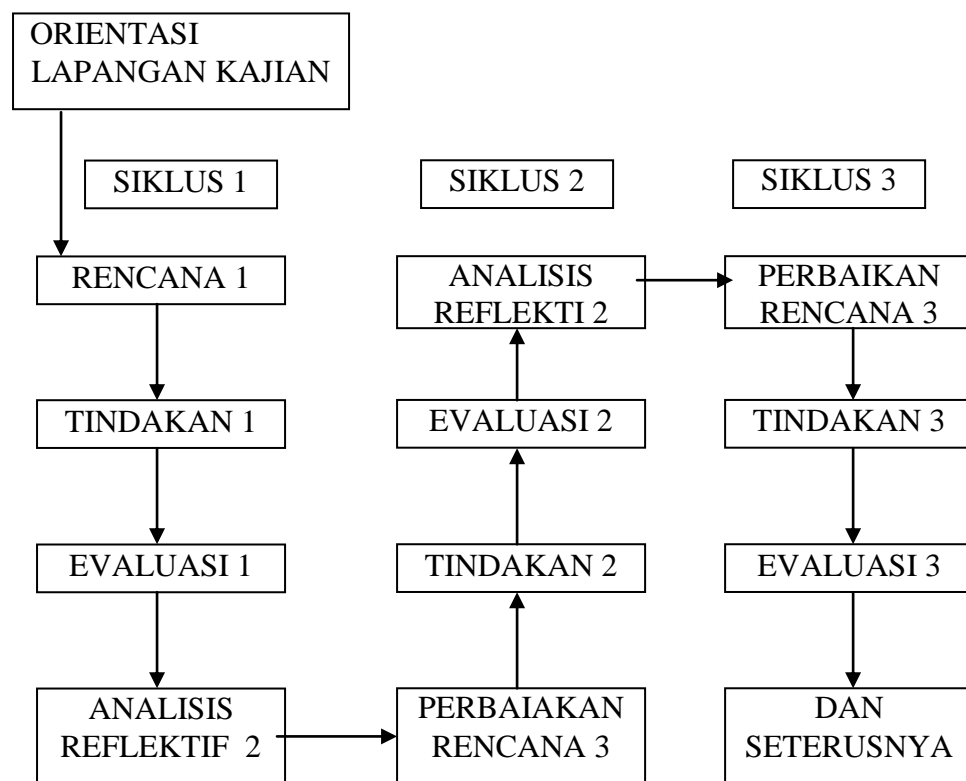 ORIENTASI
LAPANGAN KAJIAN
SIKLUS 1
RENCANA 1
TINDAKAN 1
EVALUASI 1
ANALISIS
REFLEKTIF 2
SIKLUS 2
ANALISIS
REFLEKTI 2
EVALUASI 2
TINDAKAN 2
PERBAIAKAN
RENCANA 3
SIKLUS 3
PERBAIKAN
RENCANA 3
TINDAKAN 3
EVALUASI 3
DAN
SETERUSNYA